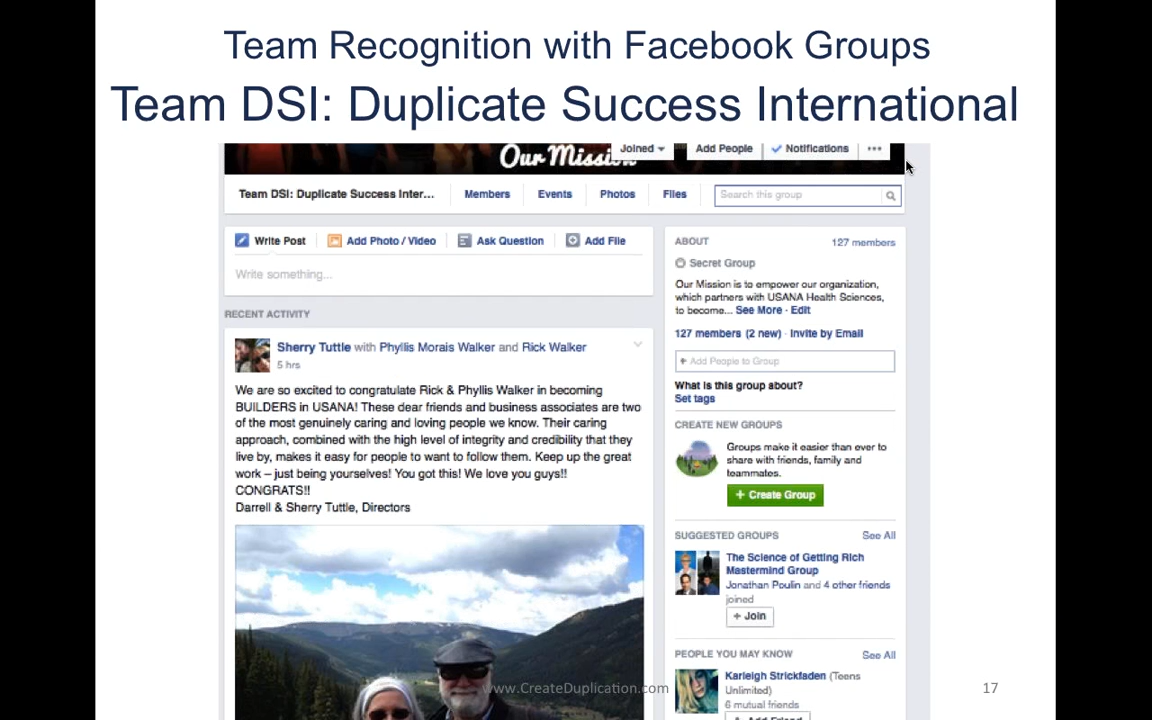 Team Recognition with Facebook Groups
Team DSI: Duplicate Success International
Our Mission
Joined
Add People
Notifications
Team DSI: Duplicate Success Inter...
Members
Events
Photos
Files
Search this group
Write Post
Add Photo / Video
Ask Question
Add File
Write something...
RECENT ACTIVITY
Sherry Tuttle with Phyllis Morais Walker and Rick Walker
5 hrs
We are so excited to congratulate Rick & Phyllis Walker in becoming
BUILDERS in USANA! These dear friends and business associates are two
of the most genuinely caring and loving people we know. Their caring
approach, combined with the high level of integrity and credibility that they
live by, makes it easy for people to want to follow them. Keep up the great
work – just being yourselves! You got this! We love you guys!!
CONGRATS!!
Darrell & Sherry Tuttle, Directors
ABOUT
127 members
Secret Group
Our Mission is to empower our organization,
which partners with USANA Health Sciences,
to become... See More · Edit
127 members (2 new) · Invite by Email
+ Add People to Group
What is this group about?
Set tags
CREATE NEW GROUPS
Groups make it easier than ever to
share with friends, family and
teammates.
+ Create Group
SUGGESTED GROUPS
See All
The Science of Getting Rich
Mastermind Group
Jonathan Poulin and 4 other friends
joined
+ Join
PEOPLE YOU MAY KNOW
See All
Karleigh Strickfaden (Teens
Unlimited)
6 mutual friends
Add Friend
www.CreateDuplication.com
17